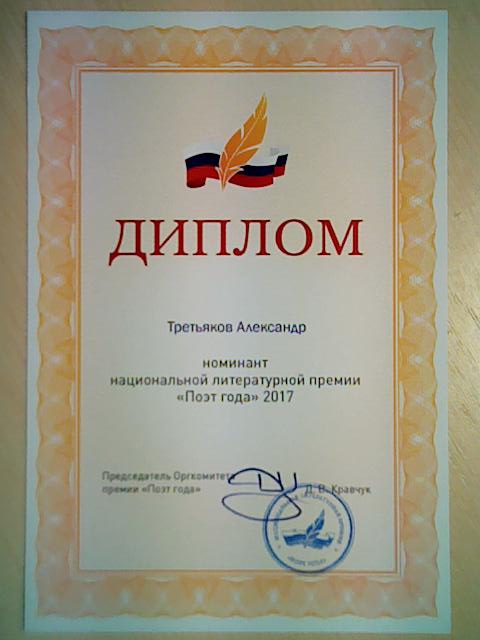 ДИПЛОМ
Третьяков Александр
номинант
национальной литературной премии
«Поэт года» 2017
Председатель Оргкомитета
премии «Поэт года»
Д. В. Кравчук